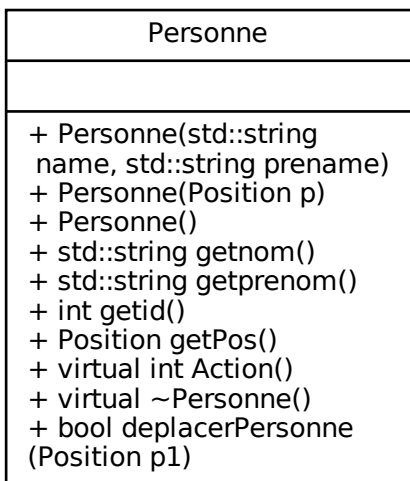 Personne
+ Personne(std::string
name, std::string prename)
+ Personne(Position p)
+ Personne()
+ std::string getnom()
+ std::string getprenom()
+ int getid()
+ Position getPos()
+ virtual int Action()
+ virtual ~Personne()
+ bool deplacerPersonne
(Position p1)